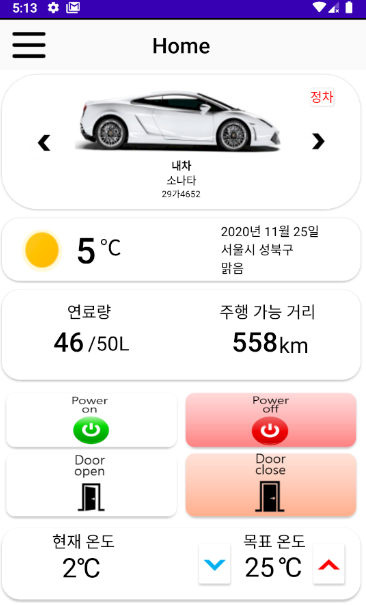 5:13
Home
정차
내차
소나타
29가4652
5 °C
2020년 11월 25일
서울시 성북구
맑음
연료량
46 /50L
주행 가능 거리
558km
Power
on
Power
off
Door
open
Door
close
현재 온도
2℃
목표 온도
25℃